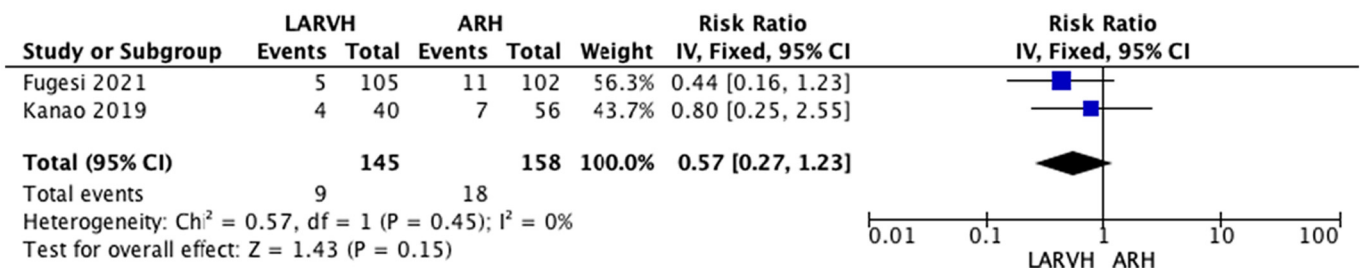 LARVH ARH Risk Ratio Risk Ratio
Study or Subgroup Events Total Events Total Weight IV, Fixed, 95% CI IV, Fixed, 95% CI
Fugesi 2021 5 105 11 102 56.3% 0.44 [0.16, 1.23]
Kanao 2019 4 40 7 56 43.7% 0.80 [0.25, 2.55]
Total (95% CI) 145 158 100.0% 0.57 [0.27, 1.23]
Total events 9 18
Heterogeneity: Chi² = 0.57, df = 1 (P = 0.45); I² = 0%
Test for overall effect: Z = 1.43 (P = 0.15)
0.01 0.1 1 10 100
LARVH ARH